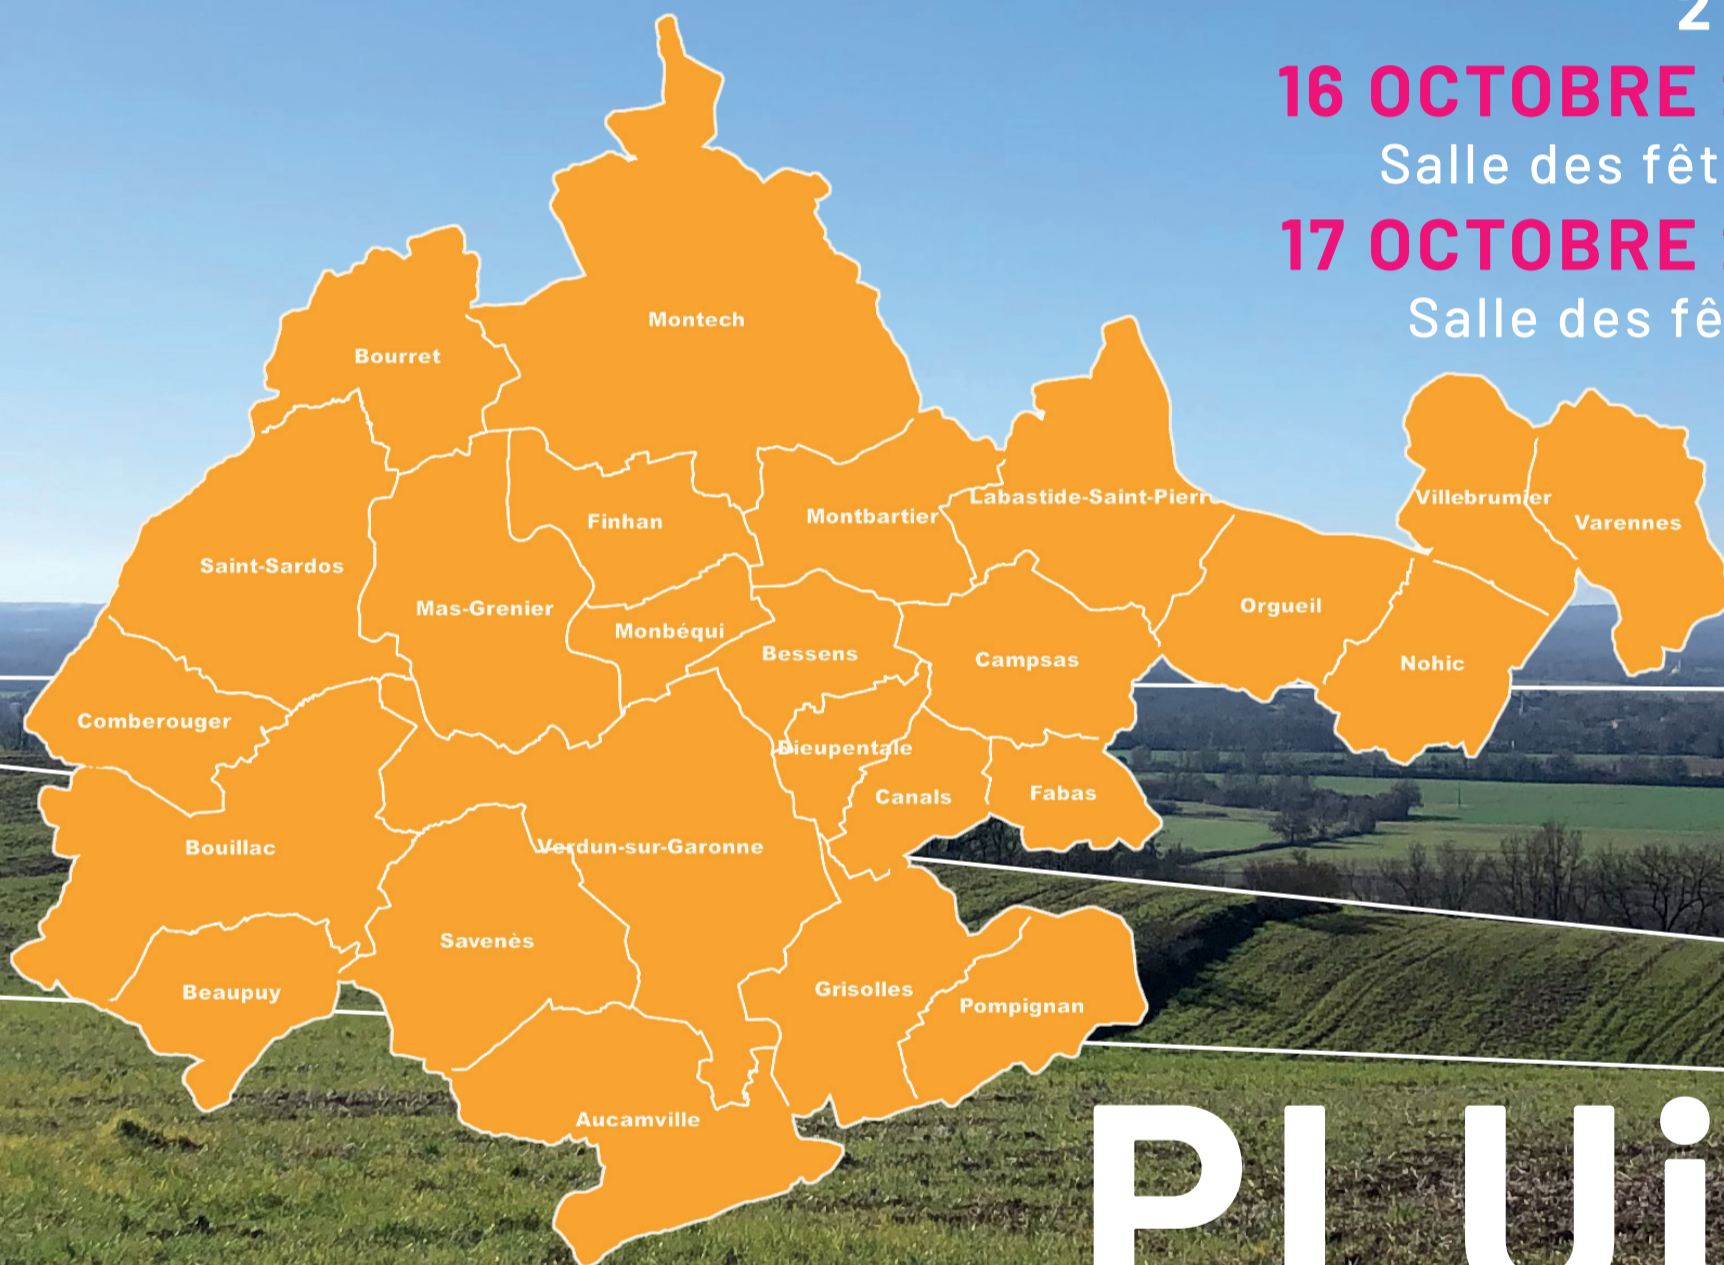 2
16 OCTOBRE
Salle des fêt
17 OCTOBRE
Salle des fê
Montech
Bourret
Labastide-Saint-Pierre
Villebrumier
Varennes
Finhan
Montbartier
Saint-Sardos
Mas-Grenier
Monbéqui
Orgueil
Bessens
Campsas
Nohic
Comberouger
Dieupentale
Canals
Fabas
Bouillac
Verdun-sur-Garonne
Savenès
Beaupuy
Grisolles
Pompignan
Aucamville
PLUi